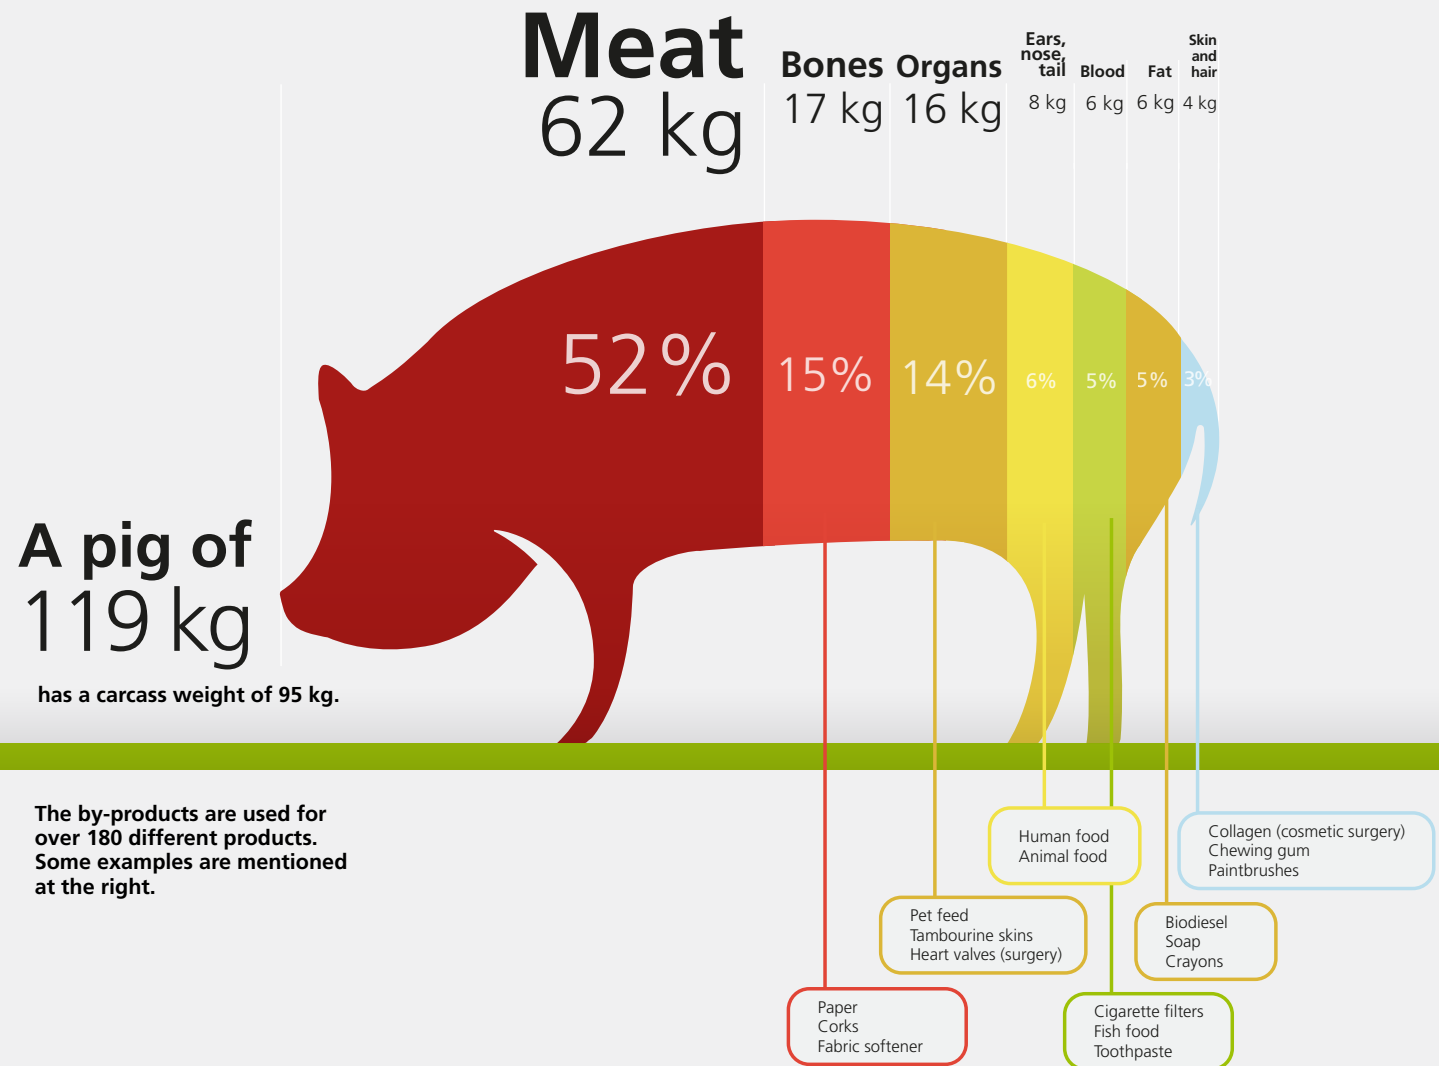 Meat
62 kg
Bones
17 kg
Organs
16 kg
Ears,
nose,
tail
8 kg
Blood
6 kg
Fat
6 kg
Skin
and
hair
4 kg
52%
15%
14%
6%
5%
5%
3%
A pig of
119 kg
has a carcass weight of 95 kg.
The by-products are used for
over 180 different products.
Some examples are mentioned
at the right.
Paper
Corks
Fabric softener
Pet feed
Tambourine skins
Heart valves (surgery)
Human food
Animal food
Cigarette filters
Fish food
Toothpaste
Biodiesel
Soap
Crayons
Collagen (cosmetic surgery)
Chewing gum
Paintbrushes